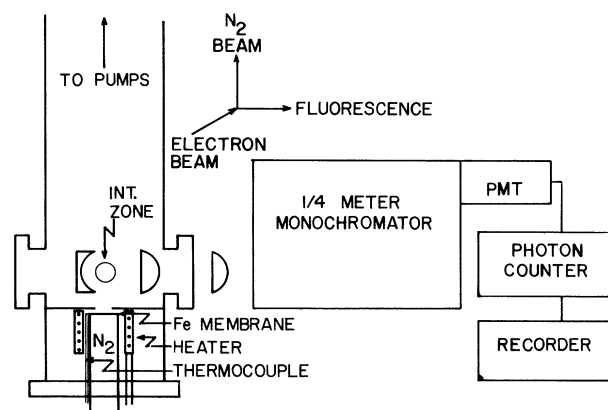 N2
BEAM
TO PUMPS
FLUORESCENCE
ELECTRON
BEAM
INT.
ZONE
1/4 METER
MONOCHROMATOR
PMT
PHOTON
COUNTER
RECORDER
Fe MEMBRANE
HEATER
THERMOCOUPLE
N2